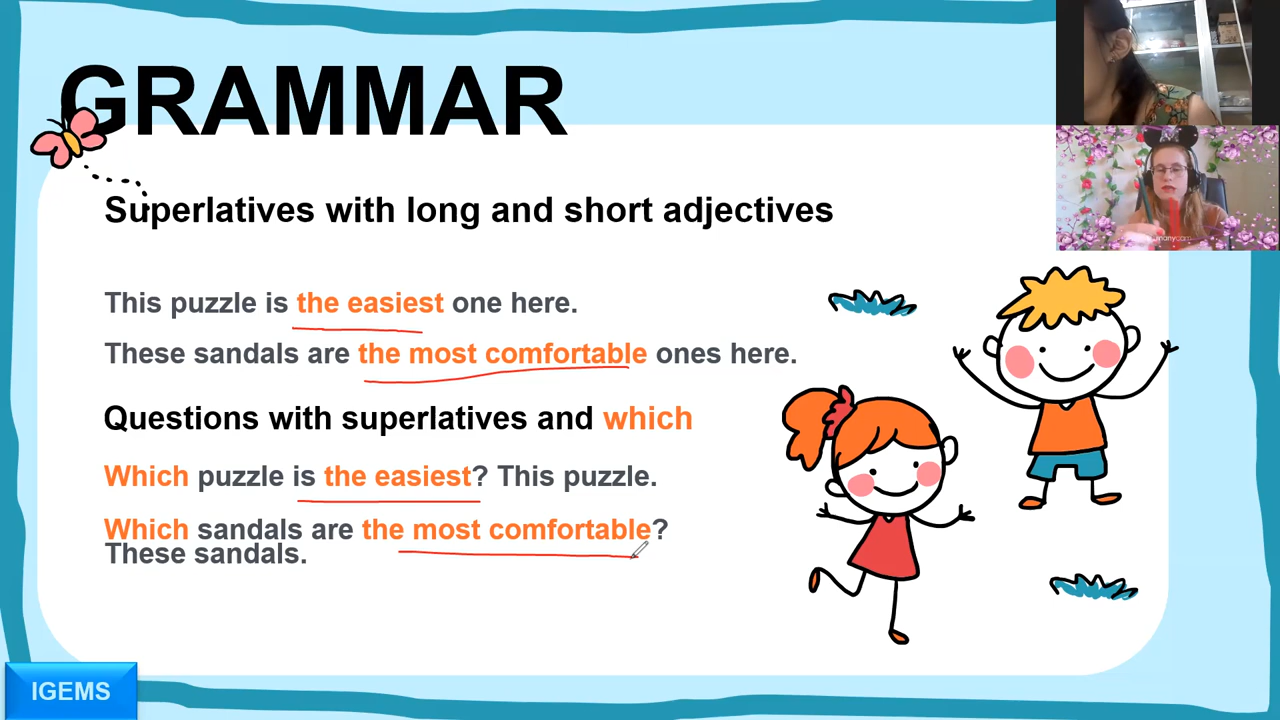 GRAMMAR
Superlatives with long and short adjectives
This puzzle is the easiest one here.
These sandals are the most comfortable ones here.
Questions with superlatives and which
Which puzzle is the easiest? This puzzle.
Which sandals are the most comfortable?
These sandals.
IGEMS